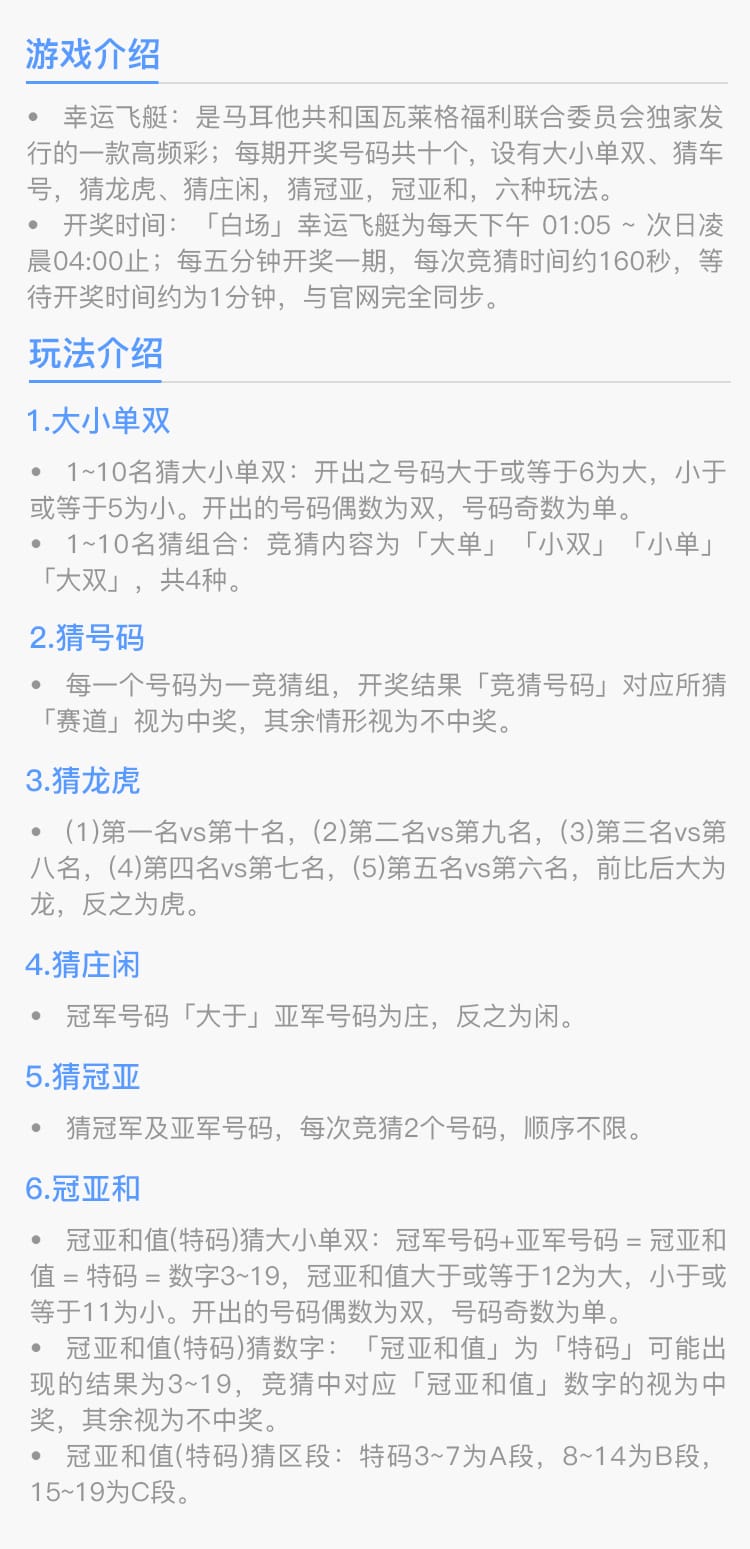 游戏介绍
• 幸运飞艇：是马耳他共和国瓦莱格福利联合委员会独家发
行的一款高频彩；每期开奖号码共十个，设有大小单双、猜车
号，猜龙虎、猜庄闲，猜冠亚，冠亚和，六种玩法。
• 开奖时间：「白场」幸运飞艇为每天下午 01:05 ~ 次日凌
晨04:00止；每五分钟开奖一期，每次竞猜时间约160秒，等
待开奖时间约为1分钟，与官网完全同步。
玩法介绍
1.大小单双
• 1~10名猜大小单双：开出之号码大于或等于6为大，小于
或等于5为小。开出的号码偶数为双，号码奇数为单。
• 1~10名猜组合：竞猜内容为「大单」「小双」「小单」
「大双」，共4种。
2.猜号码
• 每一个号码为一竞猜组，开奖结果「竞猜号码」对应所猜
「赛道」视为中奖，其余情形视为不中奖。
3.猜龙虎
• (1)第一名vs第十名，(2)第二名vs第九名，(3)第三名vs第
八名，(4)第四名vs第七名，(5)第五名vs第六名，前比后大为
龙，反之为虎。
4.猜庄闲
• 冠军号码「大于」亚军号码为庄，反之为闲。
5.猜冠亚
• 猜冠军及亚军号码，每次竞猜2个号码，顺序不限。
6.冠亚和
• 冠亚和值(特码)猜大小单双：冠军号码+亚军号码 = 冠亚和
值 = 特码 = 数字3~19，冠亚和值大于或等于12为大，小于或
等于11为小。开出的号码偶数为双，号码奇数为单。
• 冠亚和值(特码)猜数字：「冠亚和值」为「特码」可能出
现的结果为3~19，竞猜中对应「冠亚和值」数字的视为中
奖，其余视为不中奖。
• 冠亚和值(特码)猜区段：特码3~7为A段，8~14为B段，
15~19为C段。